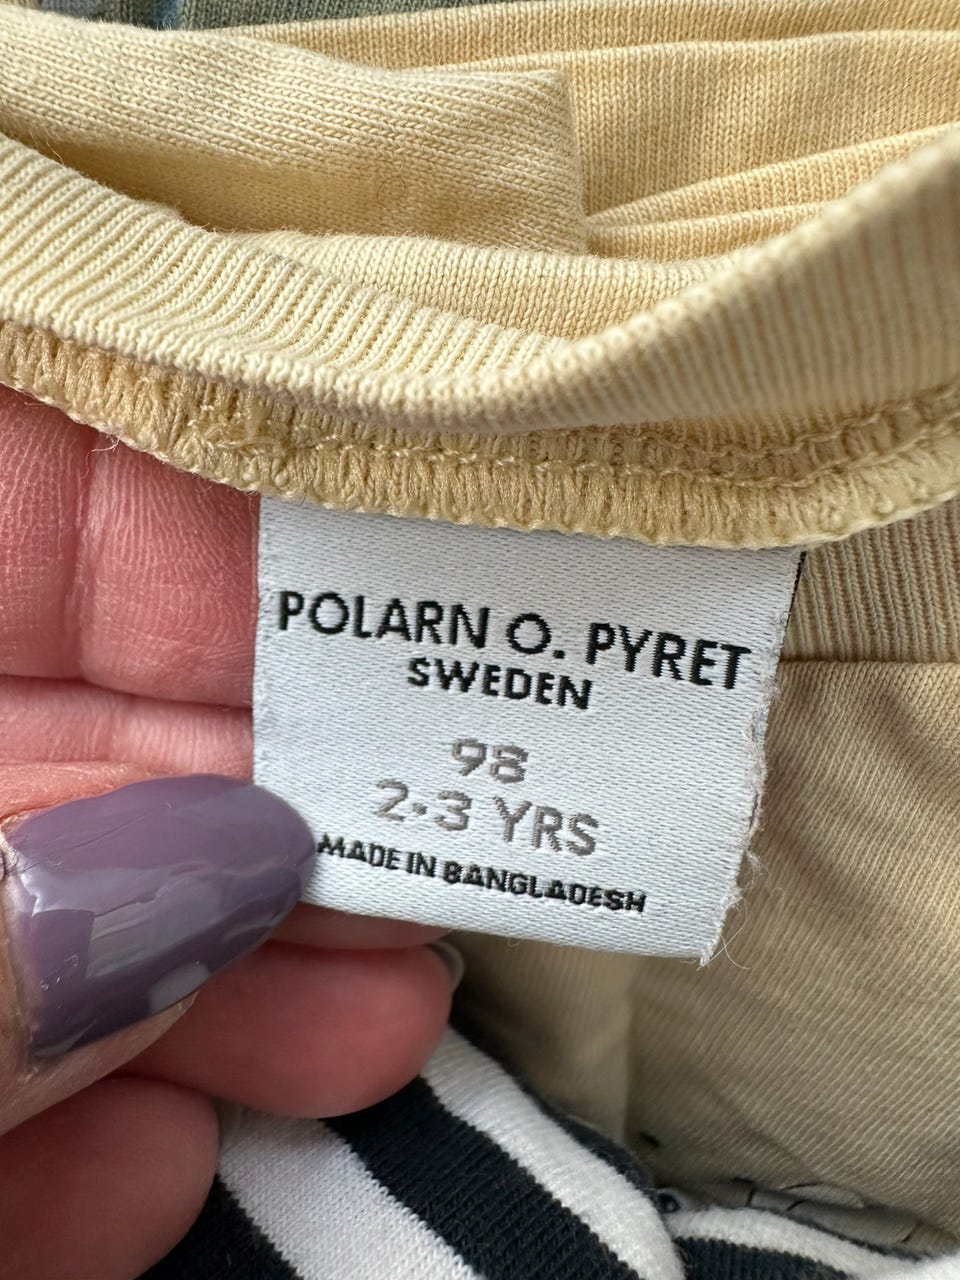 POLARN O. PYRET
SWEDEN
98
2-3 YRS
MADE IN BANGLADESH